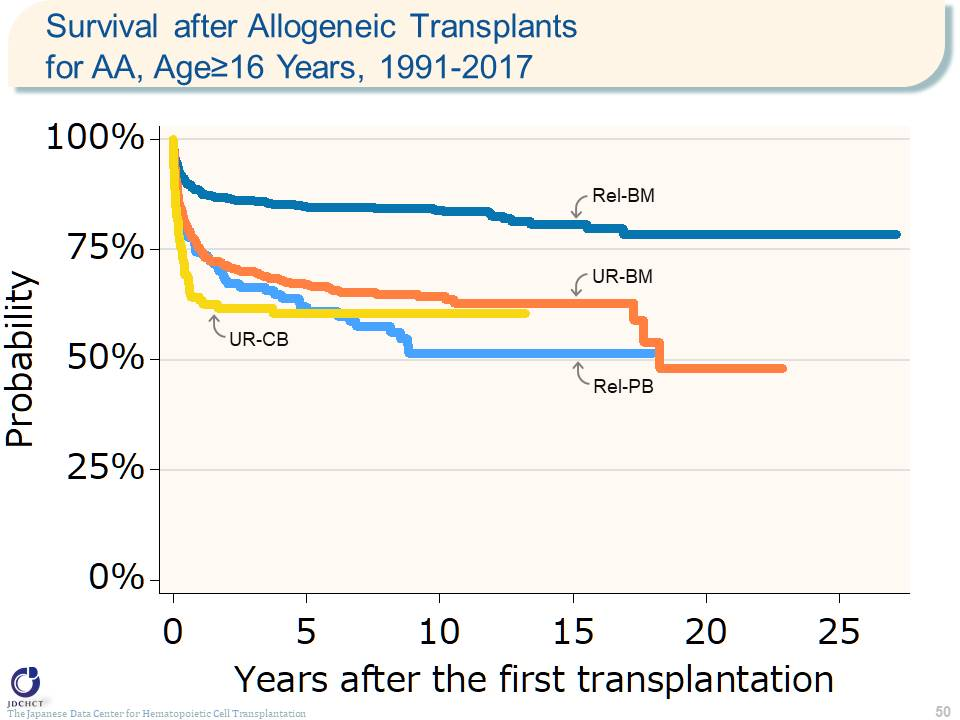 Survival after Allogeneic Transplants
for AA, Age≥16 Years, 1991-2017
100%
75%
50%
25%
0%
Probability
Rel-BM
UR-BM
UR-CB
Rel-PB
0 5 10 15 20 25
Years after the first transplantation
JDCHCT
The Japanese Data Center for Hematopoietic Cell Transplantation
50